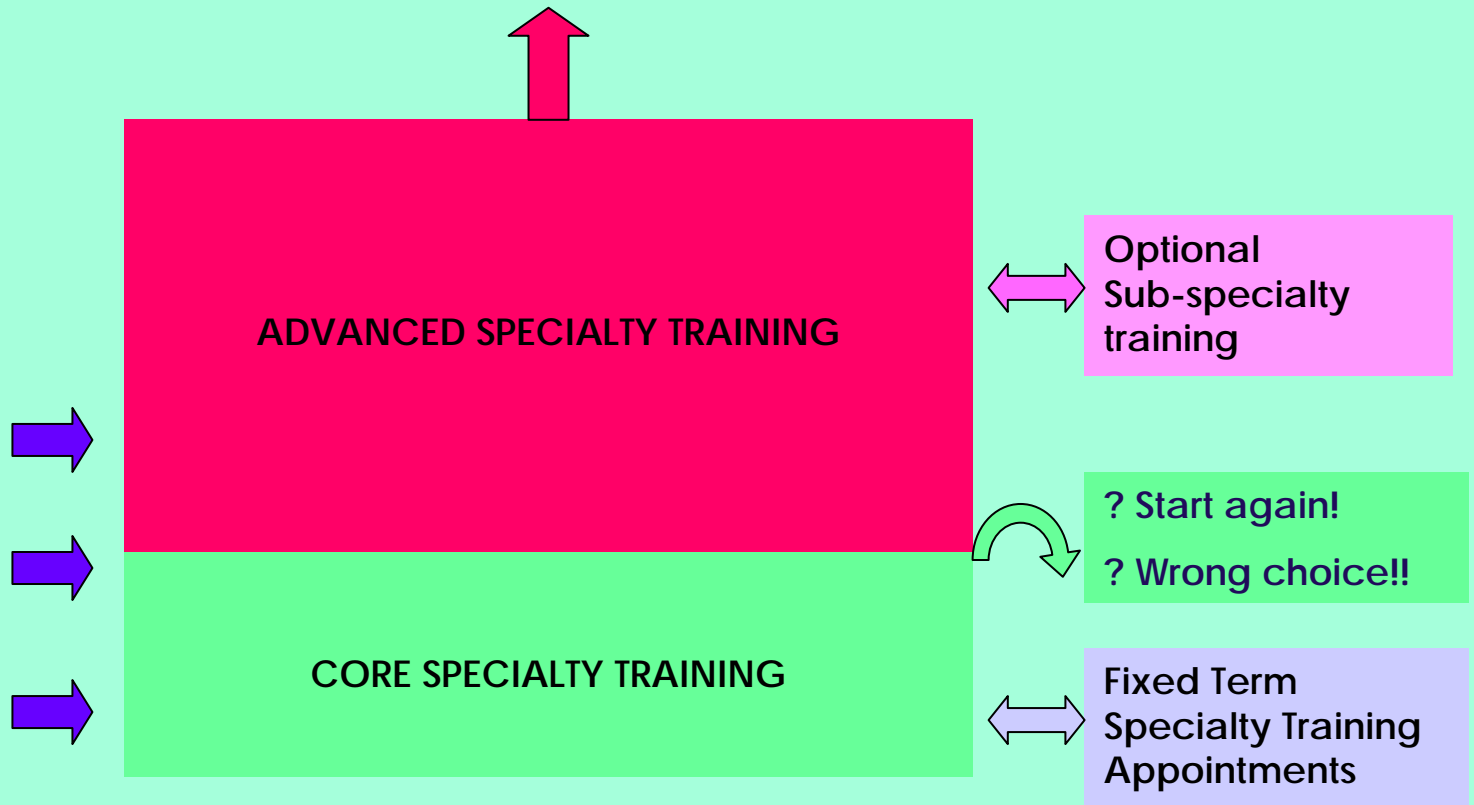 ADVANCED SPECIALTY TRAINING
Optional
Sub-specialty
training
? Start again!
? Wrong choice!!
CORE SPECIALTY TRAINING
Fixed Term
Specialty Training
Appointments